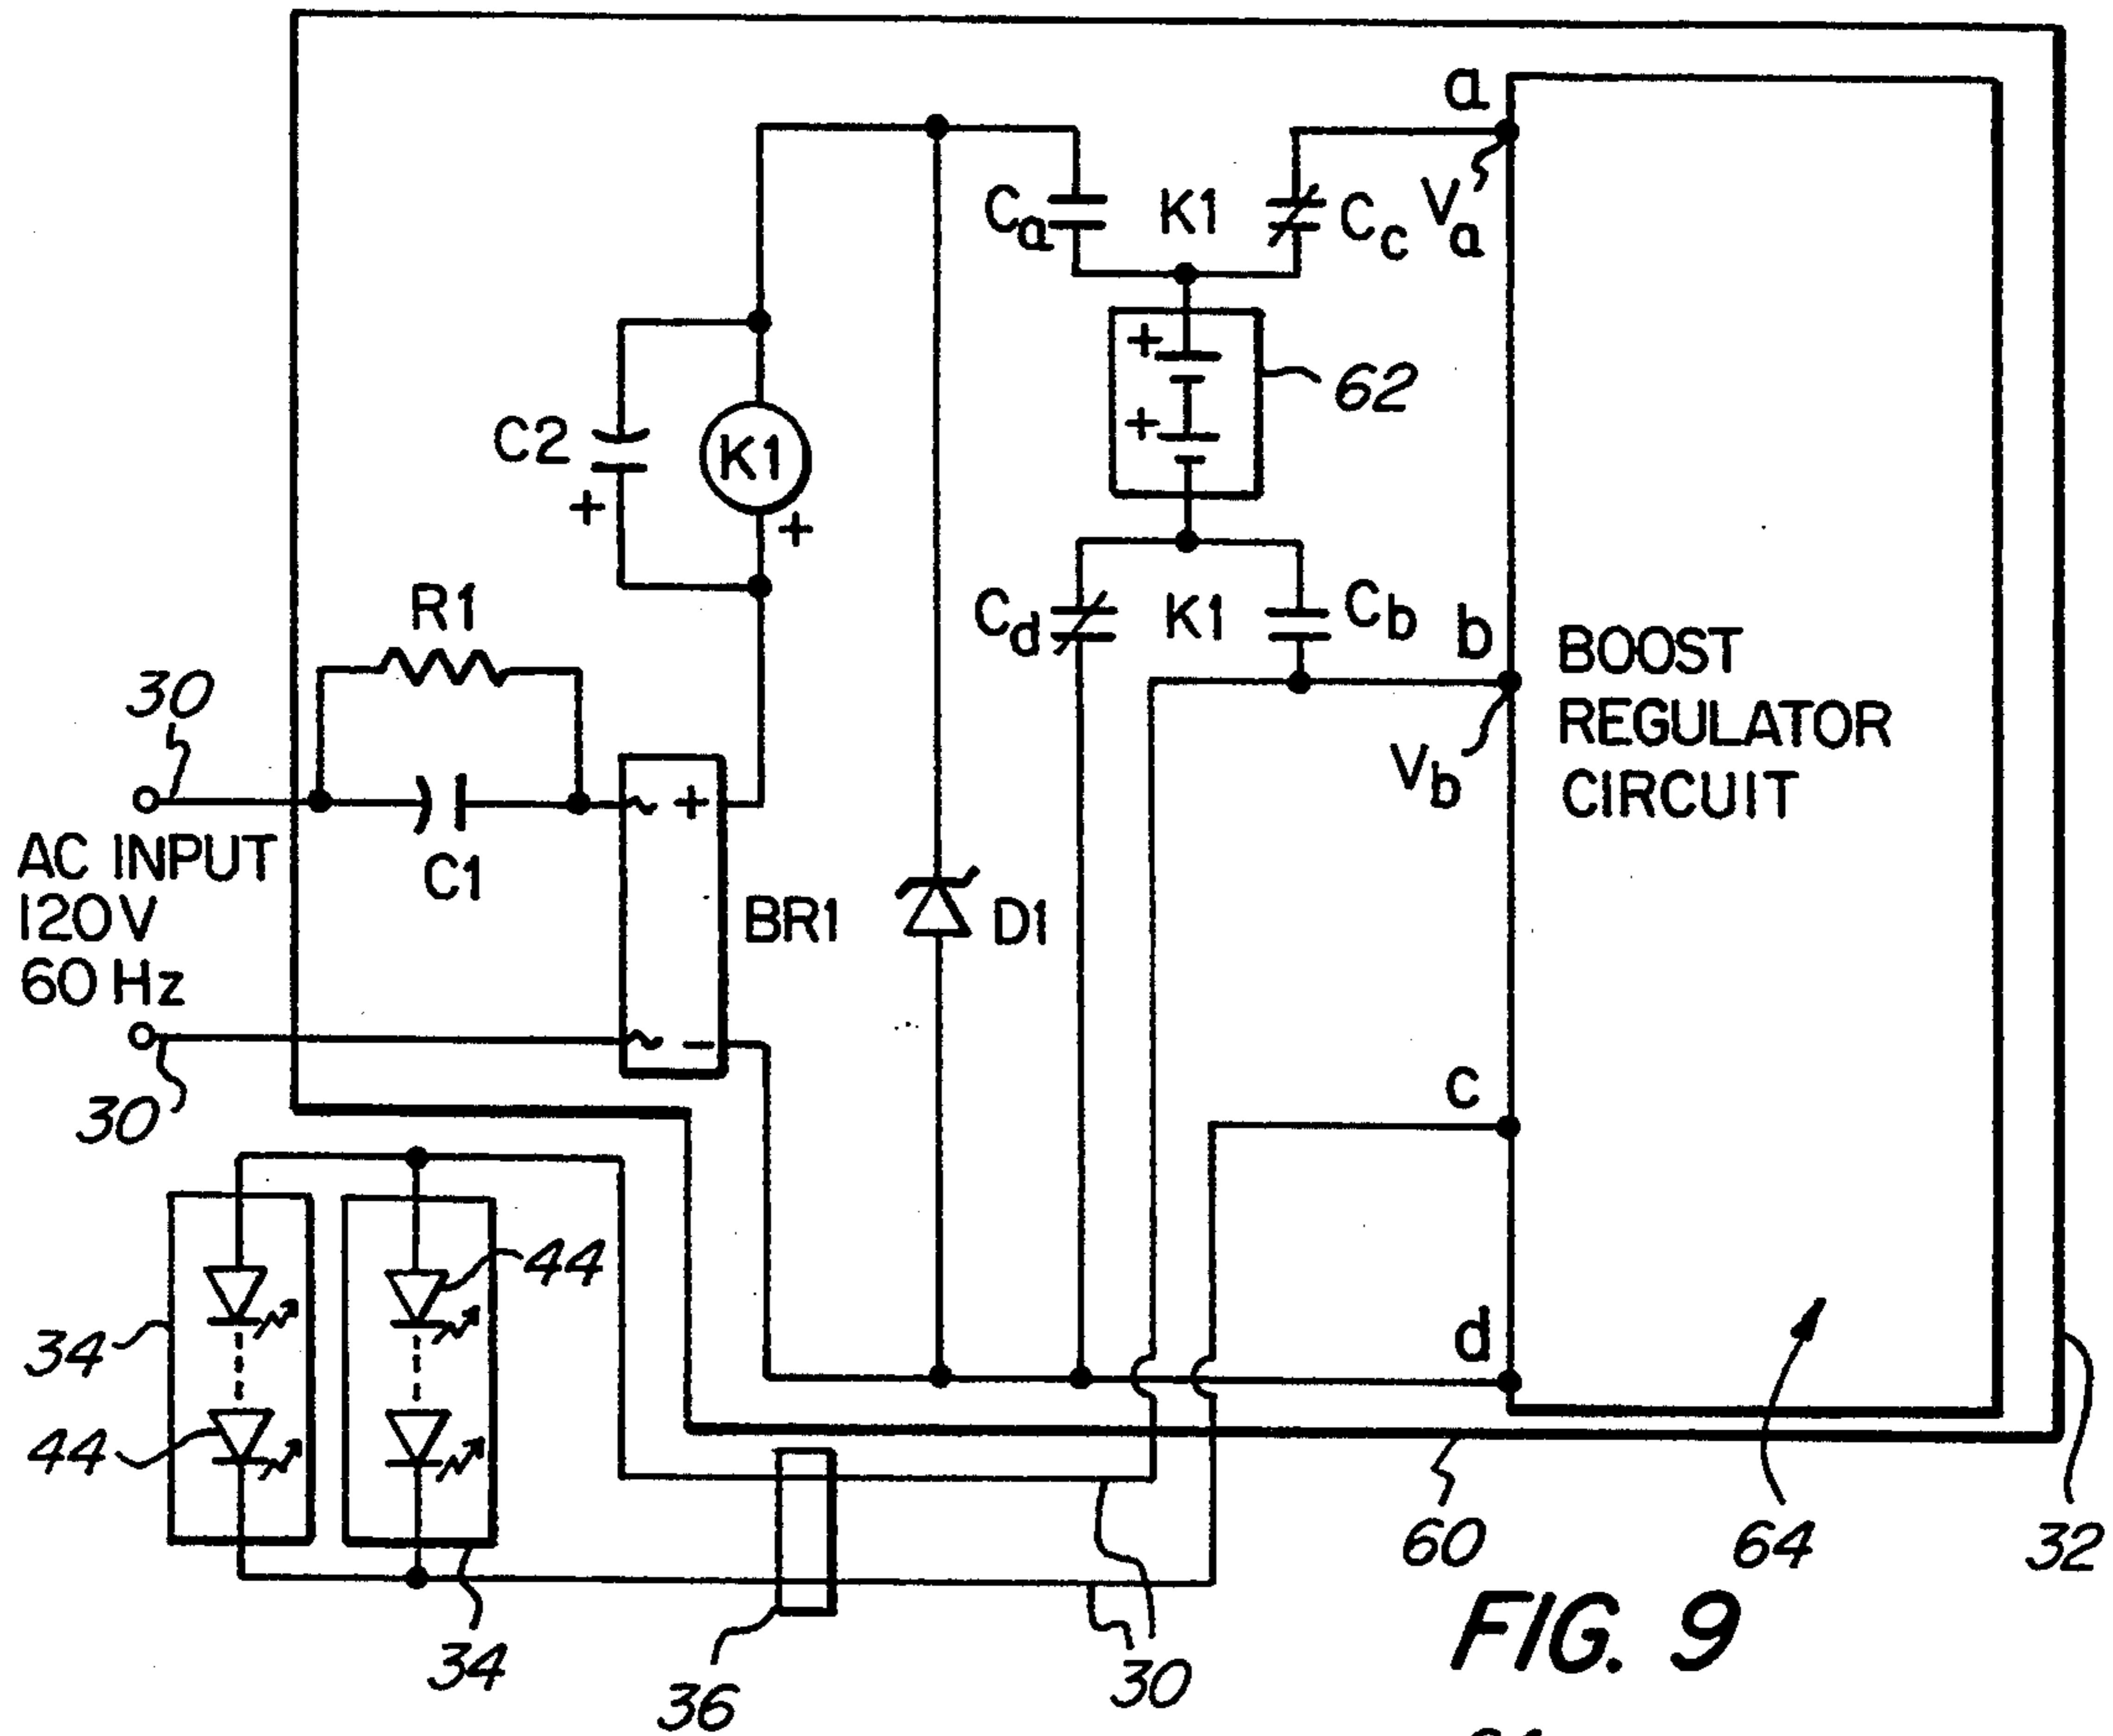 a
Va
Ca
K1
Cc
62
C2
+
K1
+
+
+
R1
Cd
K1
Cb
b
Vb
BOOST
REGULATOR
CIRCUIT
30
~ +
C1
BR1
D1
AC INPUT
120V
60 Hz
~ −
30
c
d
44
34
44
34
36
30
60
64
32
FIG. 9